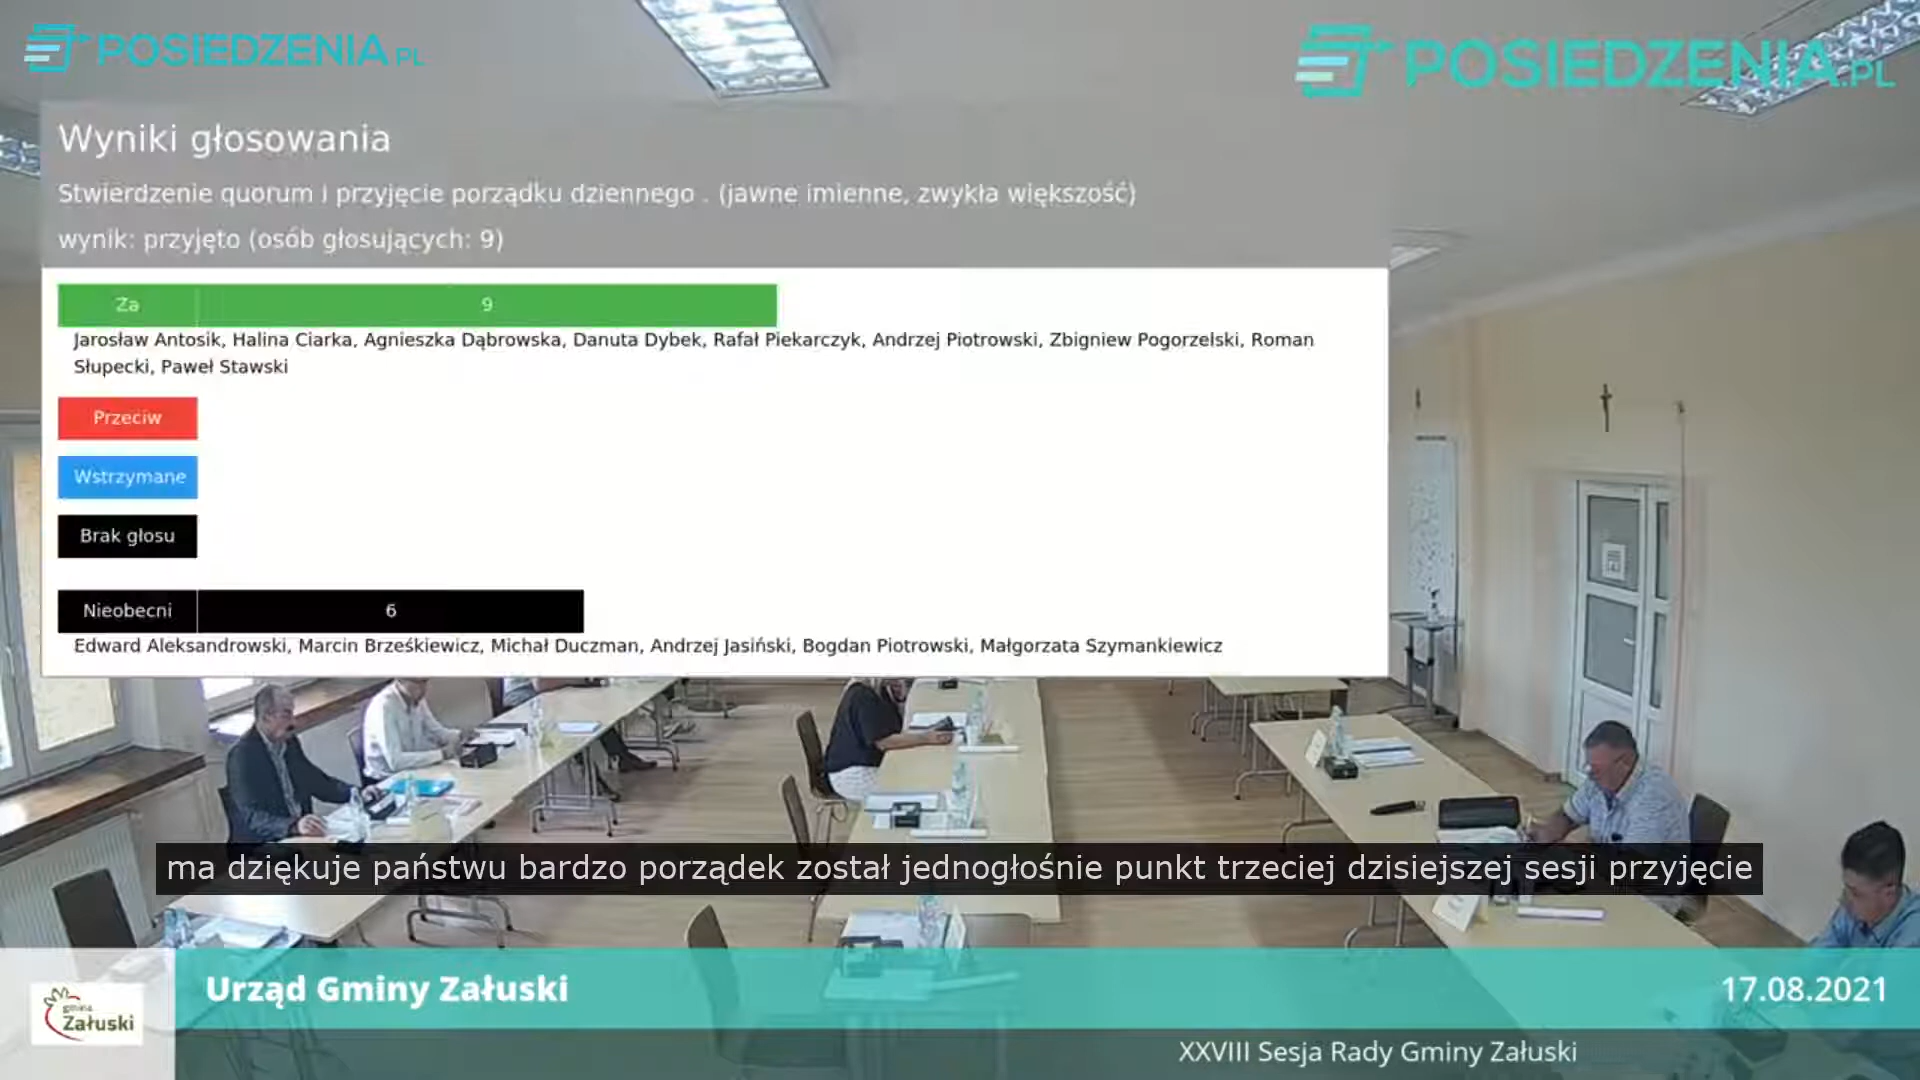 POSIEDZENIA.PL
POSIEDZENIA.PL
Wyniki głosowania
Stwierdzenie quorum i przyjęcie porządku dziennego . (jawne imienne, zwykła większość)
wynik: przyjęto (osób głosujących: 9)
Za 9
Jarosław Antosik, Halina Ciarka, Agnieszka Dąbrowska, Danuta Dybek, Rafał Piekarczyk, Andrzej Piotrowski, Zbigniew Pogorzelski, Roman
Słupecki, Paweł Stawski
Przeciw
Wstrzymane
Brak głosu
Nieobecni 6
Edward Aleksandrowski, Marcin Brześkiewicz, Michał Duczman, Andrzej Jasiński, Bogdan Piotrowski, Małgorzata Szymankiewicz
ma dziękuje państwu bardzo porządek został jednogłośnie punkt trzeciej dzisiejszej sesji przyjęcie
gmina
Załuski
Urząd Gminy Załuski
17.08.2021
XXVIII Sesja Rady Gminy Załuski